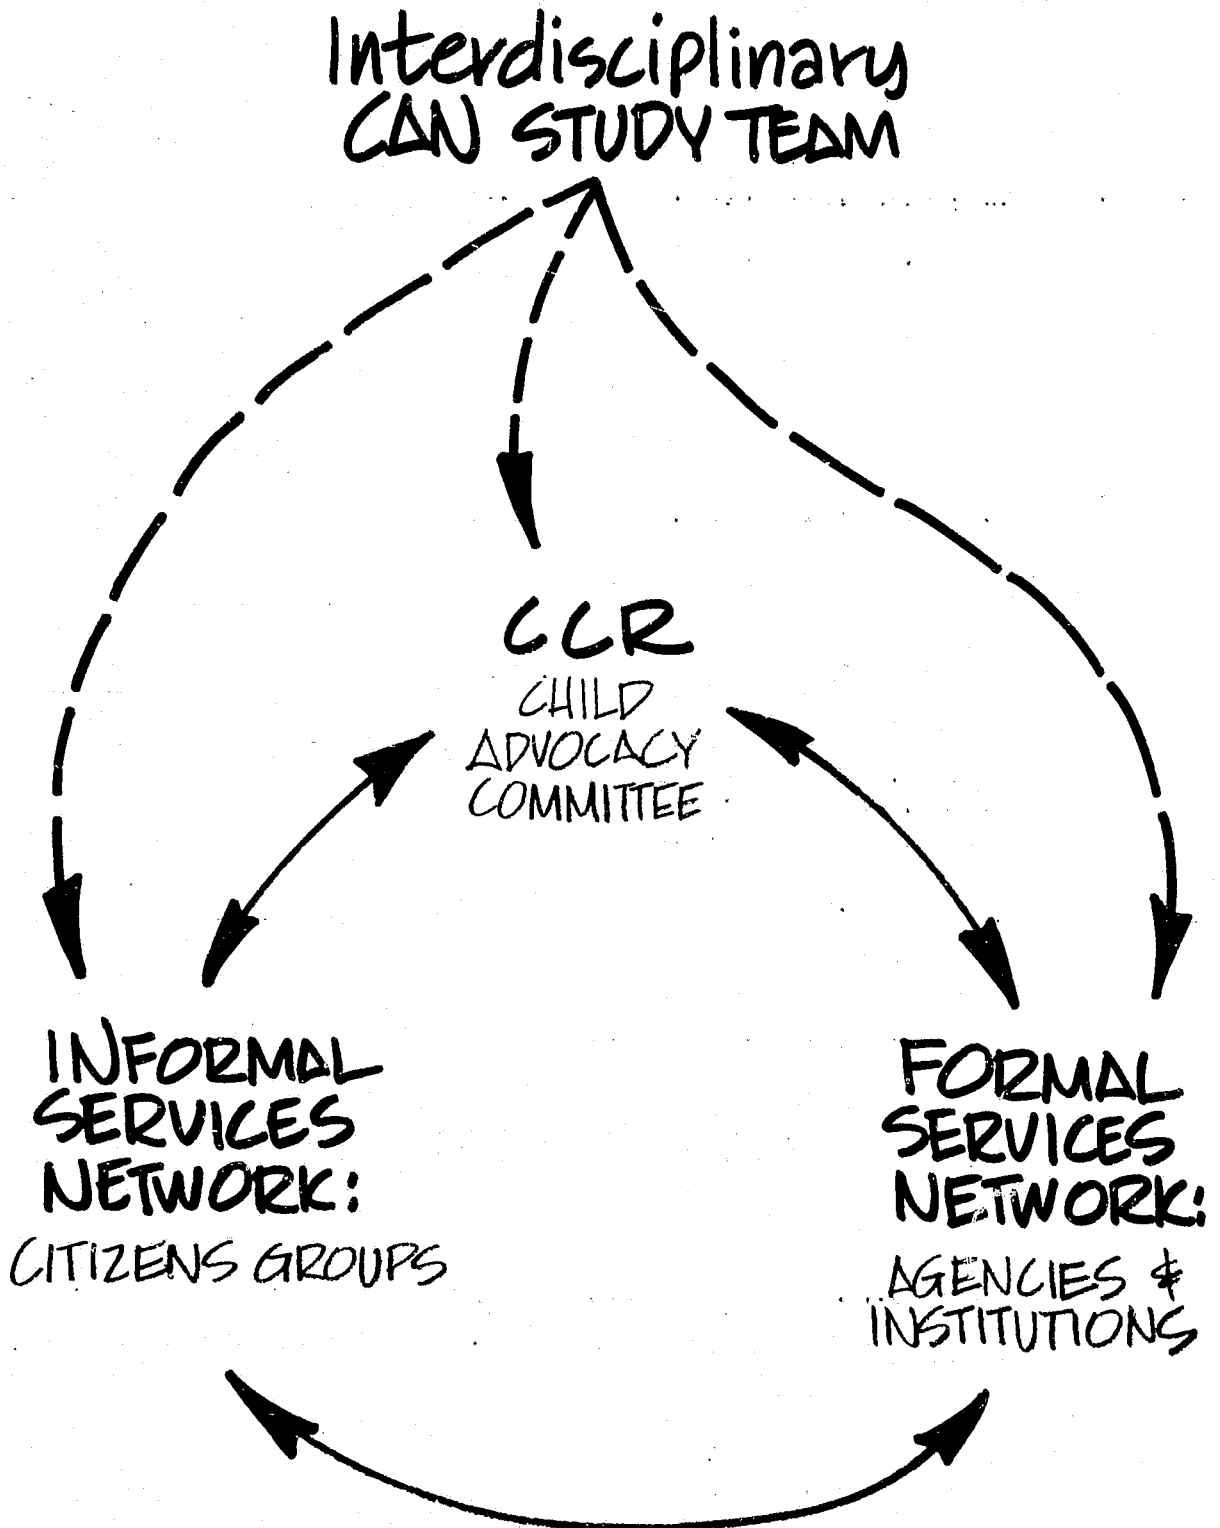 Interdisciplinary
CAN STUDY TEAM
CCR
CHILD
ADVOCACY
COMMITTEE
INFORMAL
SERVICES
NETWORK:
CITIZENS GROUPS
FORMAL
SERVICES
NETWORK:
AGENCIES &
INSTITUTIONS